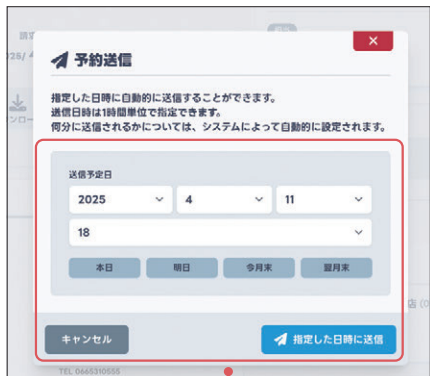 2025/ 4
予約送信
指定した日時に自動的に送信することができます。
送信日時は1時間単位で指定できます。
何分に送信されるかについては、システムによって自動的に設定されます。
送信予定日
2025 4 11
18
本日 明日 今月末 翌月末
キャンセル 指定した日時に送信
TEL 0665310555